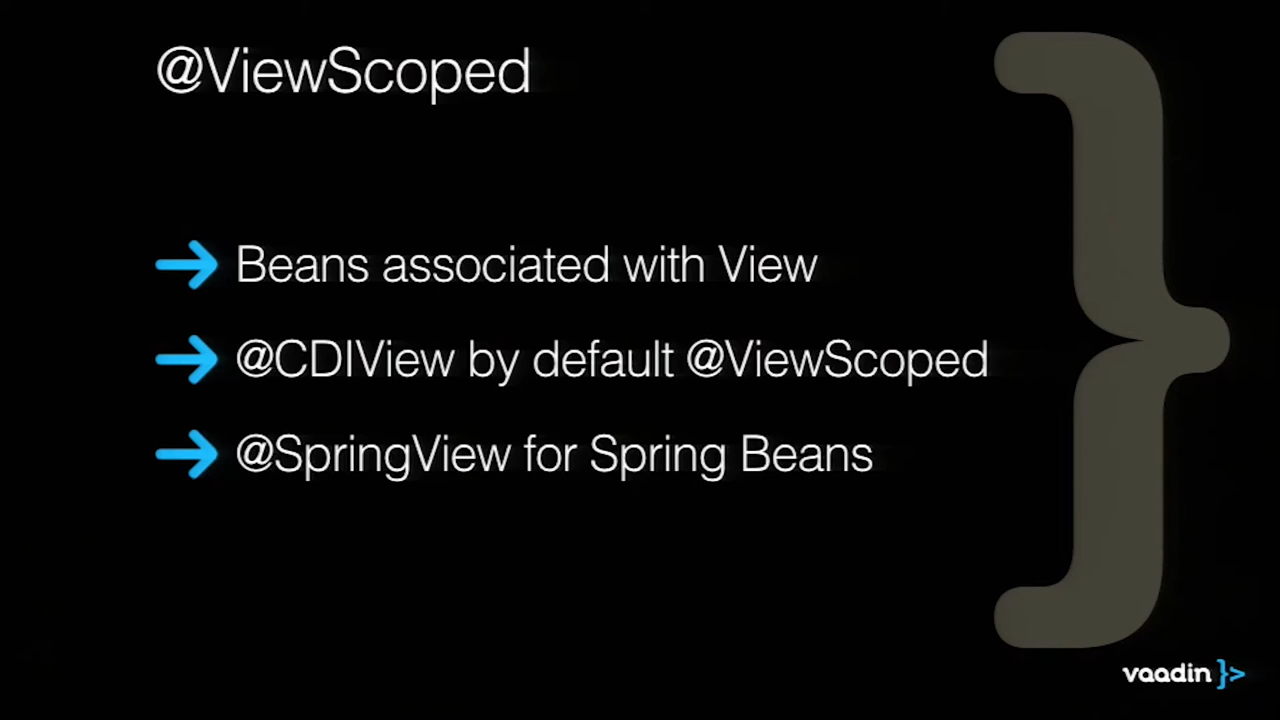 @ViewScoped
Beans associated with View
@CDIView by default @ViewScoped
@SpringView for Spring Beans
vaadin }>